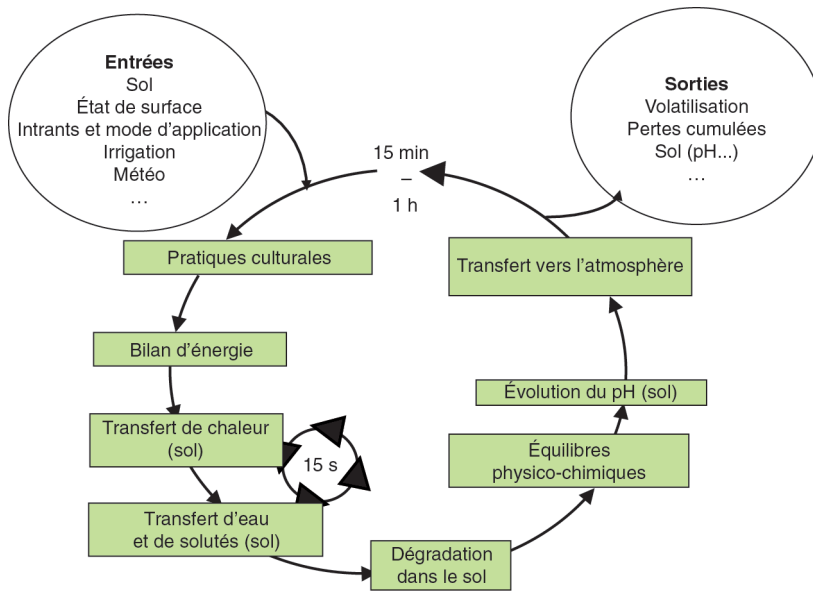 Entrées
Sol
État de surface
Intrants et mode d'application
Irrigation
Météo
…
Sorties
Volatilisation
Pertes cumulées
Sol (pH...)
…
15 min
–
1 h
Pratiques culturales
Bilan d'énergie
Transfert de chaleur
(sol)
15 s
Transfert d'eau
et de solutés (sol)
Dégradation
dans le sol
Équilibres
physico-chimiques
Évolution du pH (sol)
Transfert vers l'atmosphère